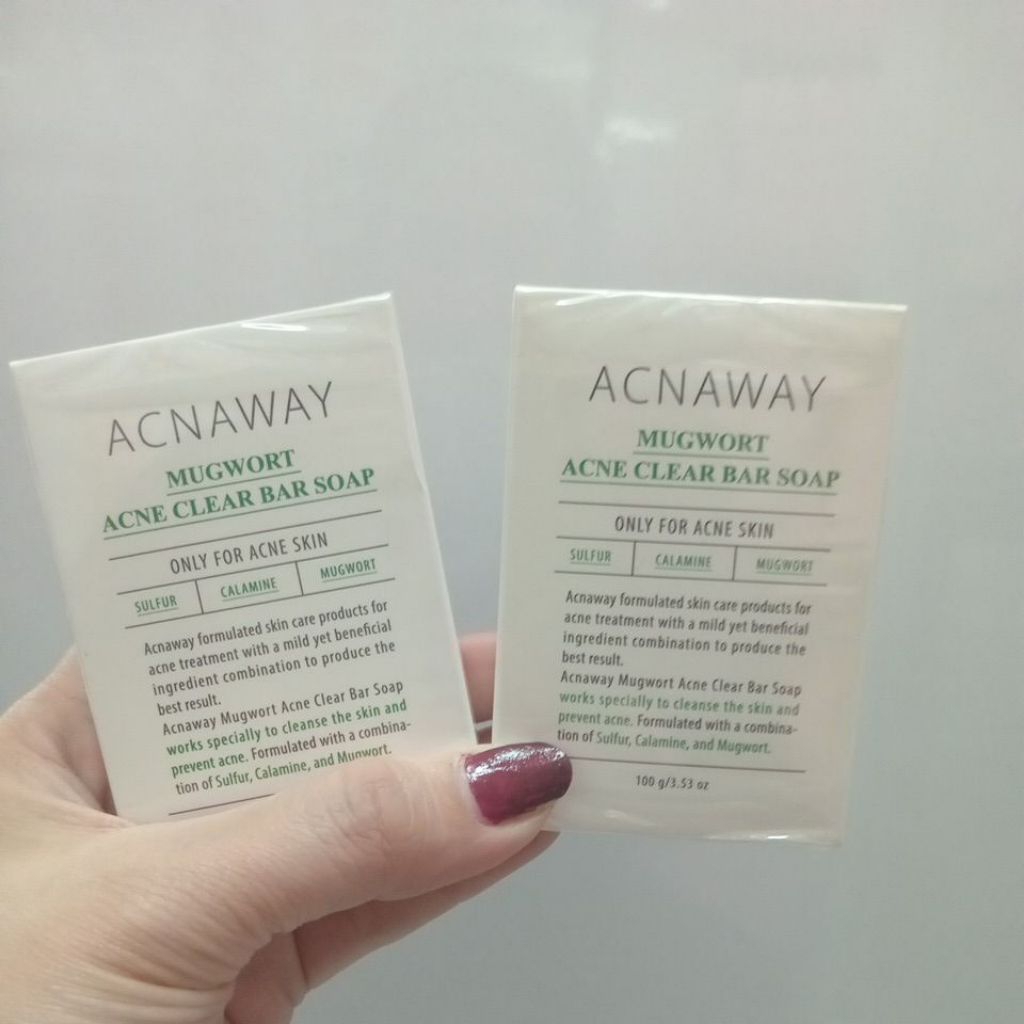 ACNAWAY
MUGWORT
ACNE CLEAR BAR SOAP
ONLY FOR ACNE SKIN
SULFUR CALAMINE MUGWORT
Acnaway formulated skin care products for
acne treatment with a mild yet beneficial
ingredient combination to produce the
best result.
Acnaway Mugwort Acne Clear Bar Soap
works specially to cleanse the skin and
prevent acne. Formulated with a combina-
tion of Sulfur, Calamine, and Mugwort.
ACNAWAY
MUGWORT
ACNE CLEAR BAR SOAP
ONLY FOR ACNE SKIN
SULFUR CALAMINE MUGWORT
Acnaway formulated skin care products for
acne treatment with a mild yet beneficial
ingredient combination to produce the
best result.
Acnaway Mugwort Acne Clear Bar Soap
works specially to cleanse the skin and
prevent acne. Formulated with a combina-
tion of Sulfur, Calamine, and Mugwort.
100 g/3.53 oz